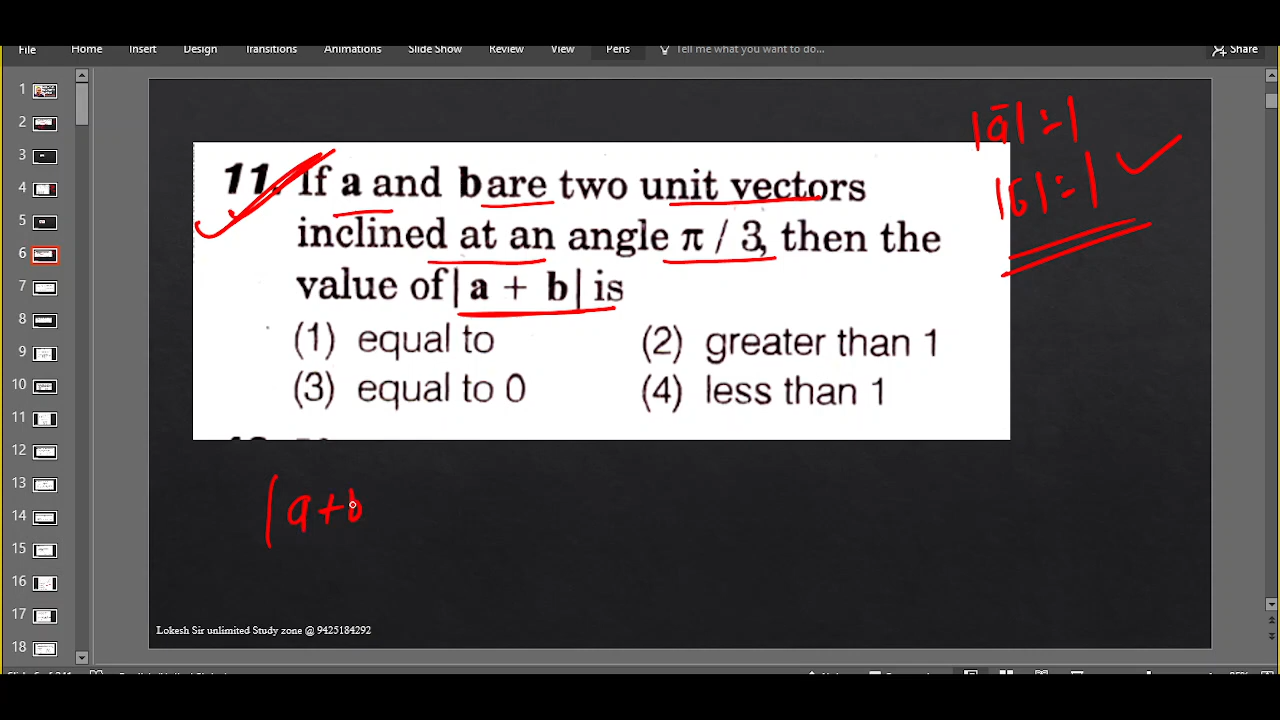 File Home Insert Design Transitions Animations Slide Show Review View Pens Tell me what you want to do... Share
1
2
3
4
5
6
7
8
9
10
11
12
13
14
15
16
17
18
11. If a and b are two unit vectors
inclined at an angle π / 3, then the
value of |a + b| is
(1) equal to (2) greater than 1
(3) equal to 0 (4) less than 1
|a̅| = 1
|b̅| = 1
|a+b
Lokesh Sir unlimited Study zone @ 9425184292